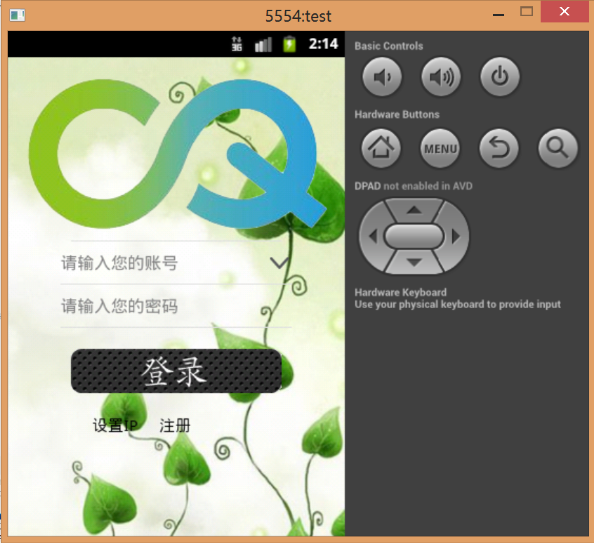 5554:test
3G
2:14
CQ
请输入您的账号
请输入您的密码
登录
设置IP 注册
Basic Controls
Hardware Buttons
MENU
DPAD not enabled in AVD
Hardware Keyboard
Use your physical keyboard to provide input